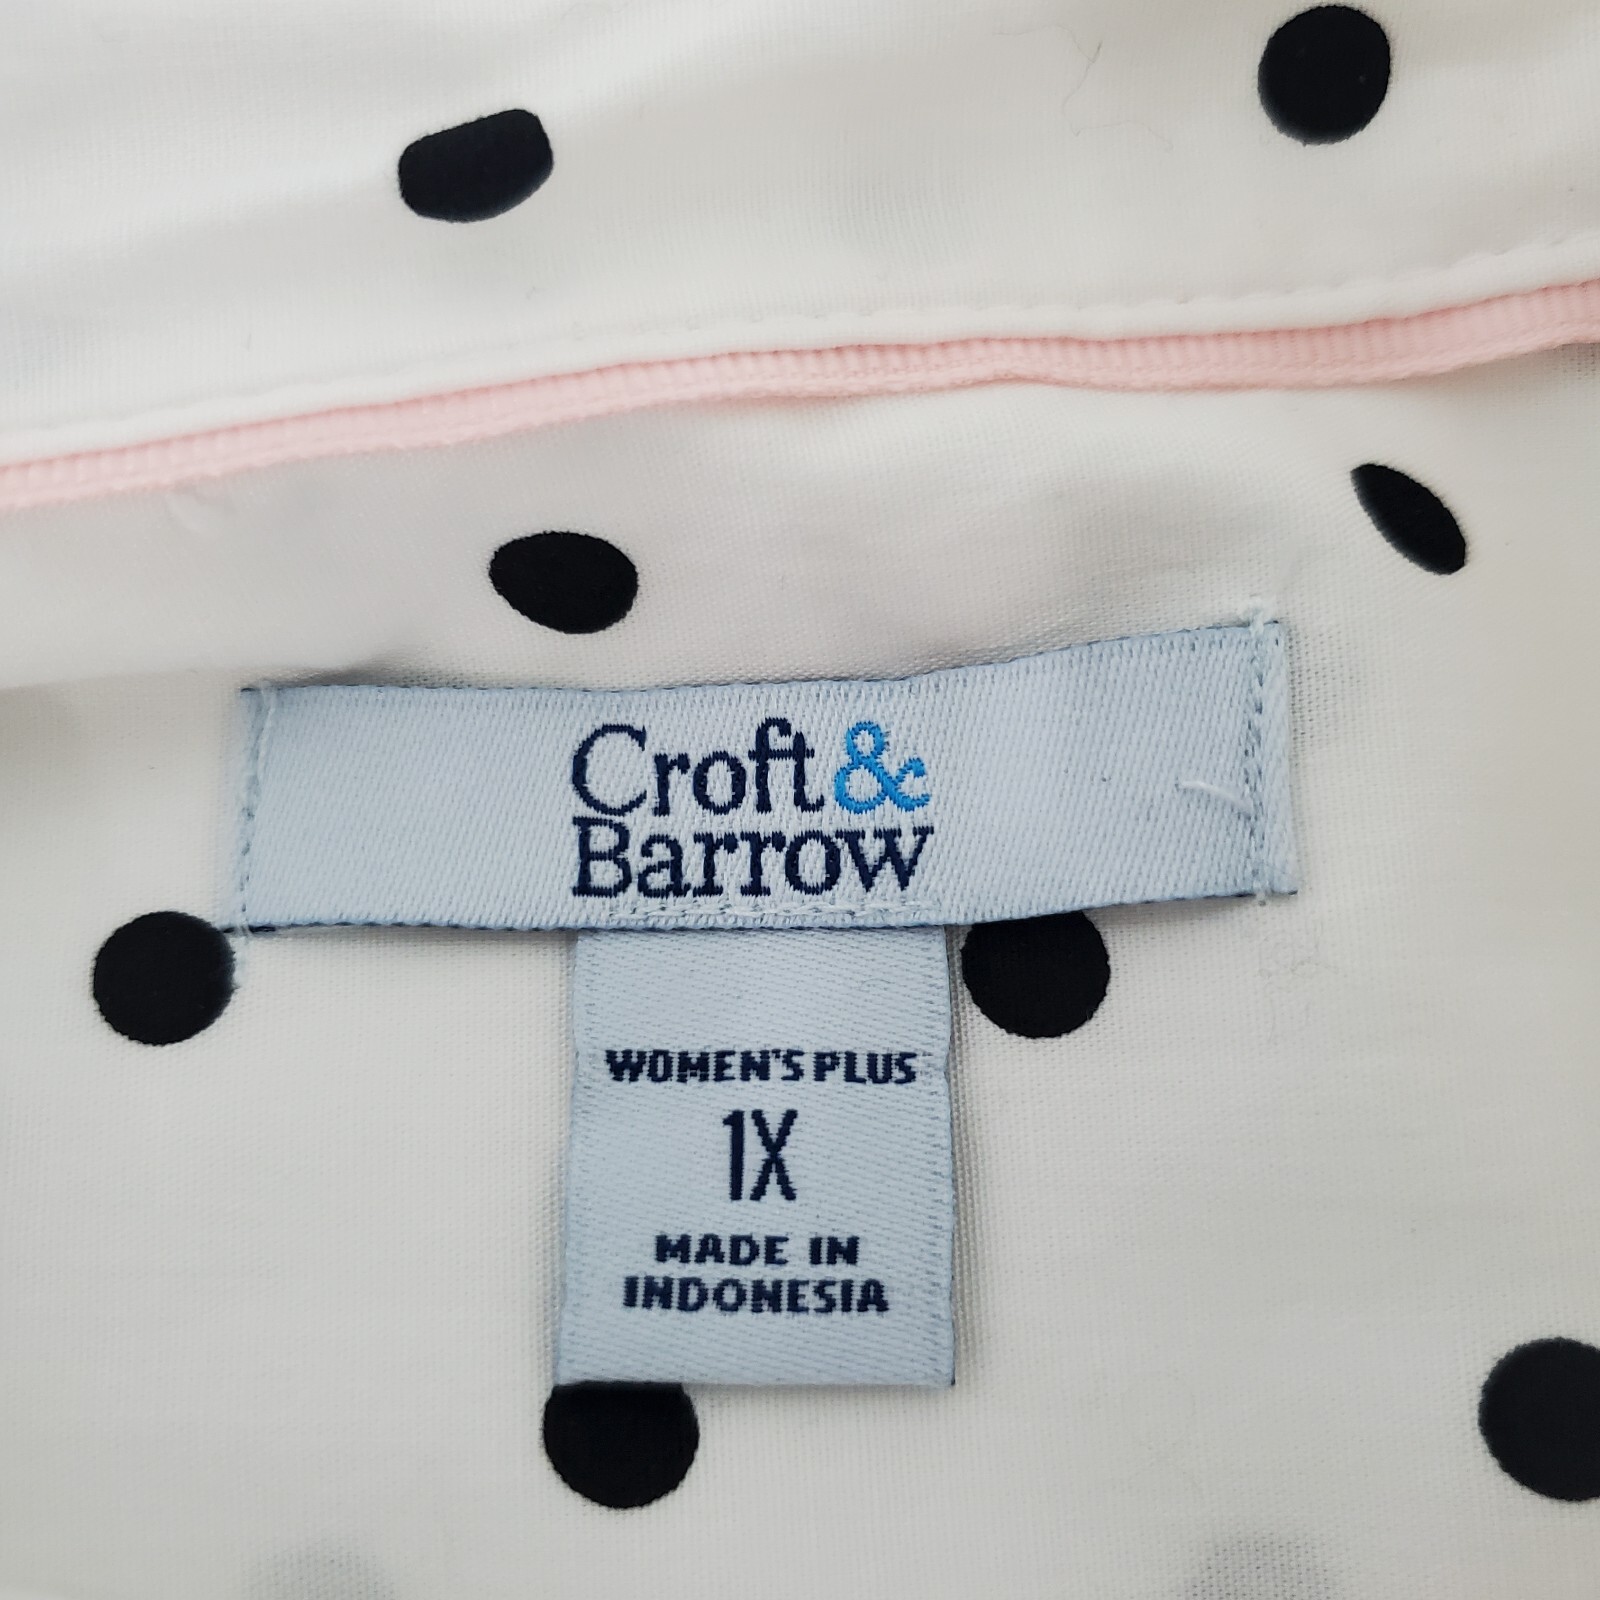 Croft &
Barrow
WOMEN'S PLUS
1X
MADE IN
INDONESIA